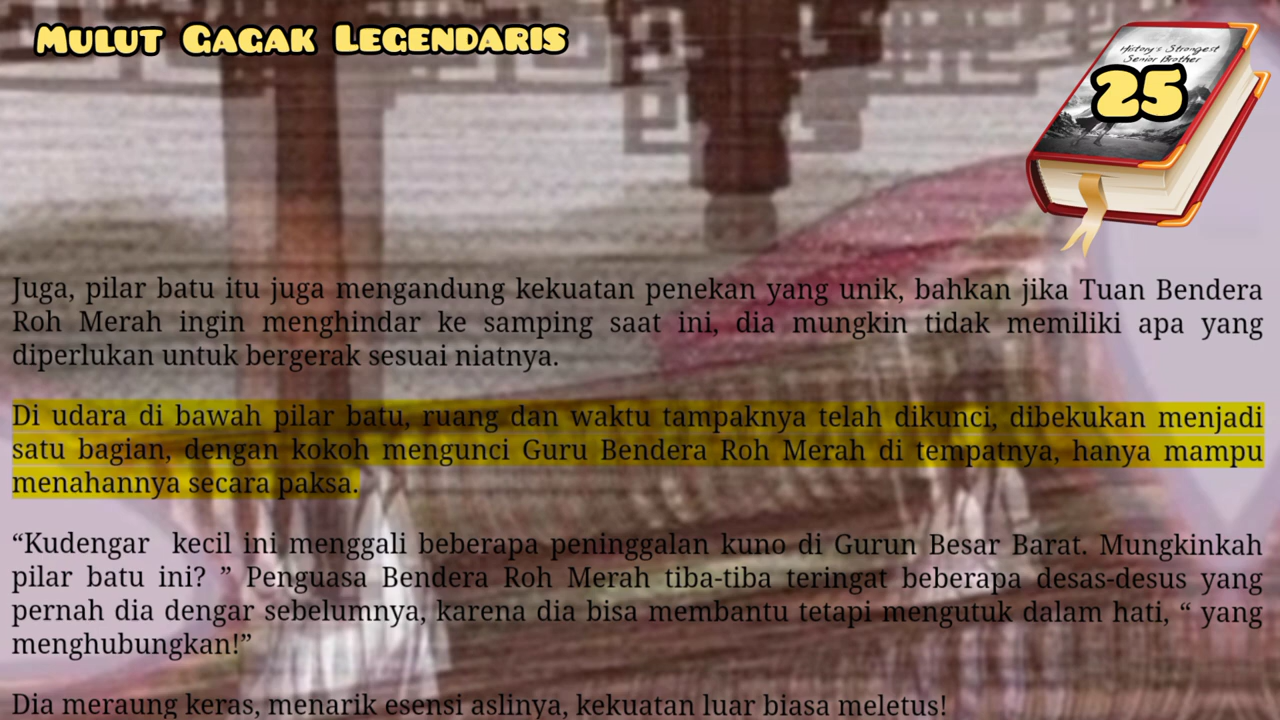 Mulut Gagak Legendaris
History's Strongest
Senior Brother
25
Juga, pilar batu itu juga mengandung kekuatan penekan yang unik, bahkan jika Tuan Bendera
Roh Merah ingin menghindar ke samping saat ini, dia mungkin tidak memiliki apa yang
diperlukan untuk bergerak sesuai niatnya.
Di udara di bawah pilar batu, ruang dan waktu tampaknya telah dikunci, dibekukan menjadi
satu bagian, dengan kokoh mengunci Guru Bendera Roh Merah di tempatnya, hanya mampu
menahannya secara paksa.
“Kudengar  kecil ini menggali beberapa peninggalan kuno di Gurun Besar Barat. Mungkinkah
pilar batu ini? ” Penguasa Bendera Roh Merah tiba-tiba teringat beberapa desas-desus yang
pernah dia dengar sebelumnya, karena dia bisa membantu tetapi mengutuk dalam hati, “ yang
menghubungkan!”
Dia meraung keras, menarik esensi aslinya, kekuatan luar biasa meletus!